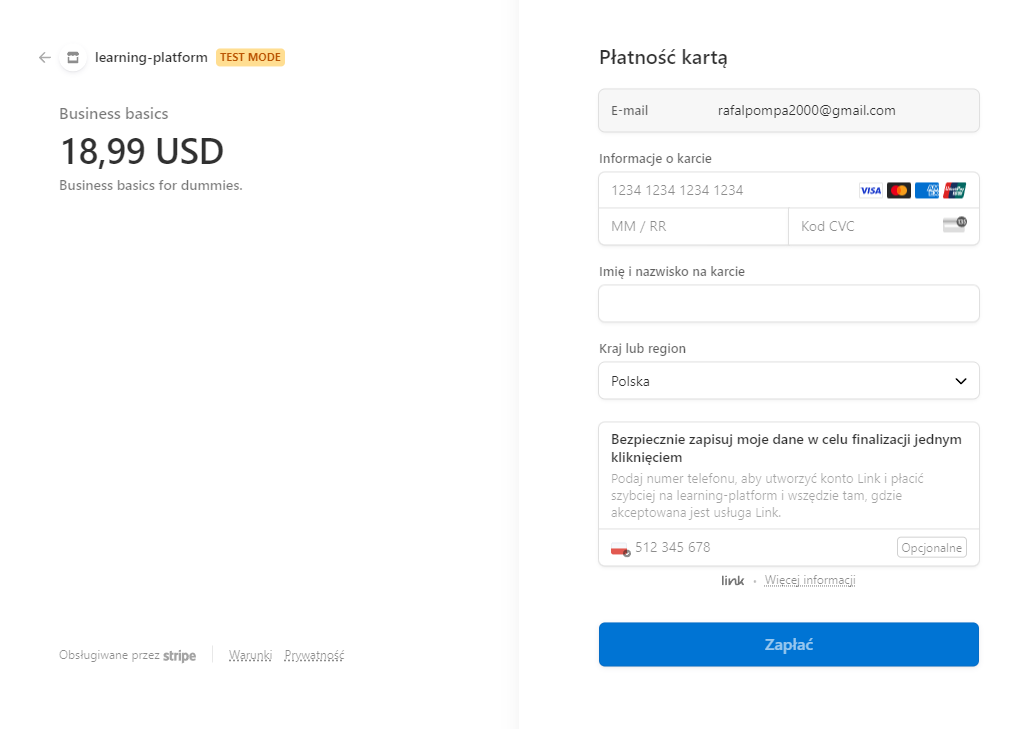 learning-platform TEST MODE
Business basics
18,99 USD
Business basics for dummies.
Obsługiwane przez stripe
Warunki Prywatność
Płatność kartą
E-mail rafalpompa2000@gmail.com
Informacje o karcie
1234 1234 1234 1234 VISA
MM / RR Kod CVC
Imię i nazwisko na karcie
Kraj lub region
Polska
Bezpiecznie zapisuj moje dane w celu finalizacji jednym
kliknięciem
Podaj numer telefonu, aby utworzyć konto Link i płacić
szybciej na learning-platform i wszędzie tam, gdzie
akceptowana jest usługa Link.
512 345 678 Opcjonalne
link • Więcej informacji
Zapłać